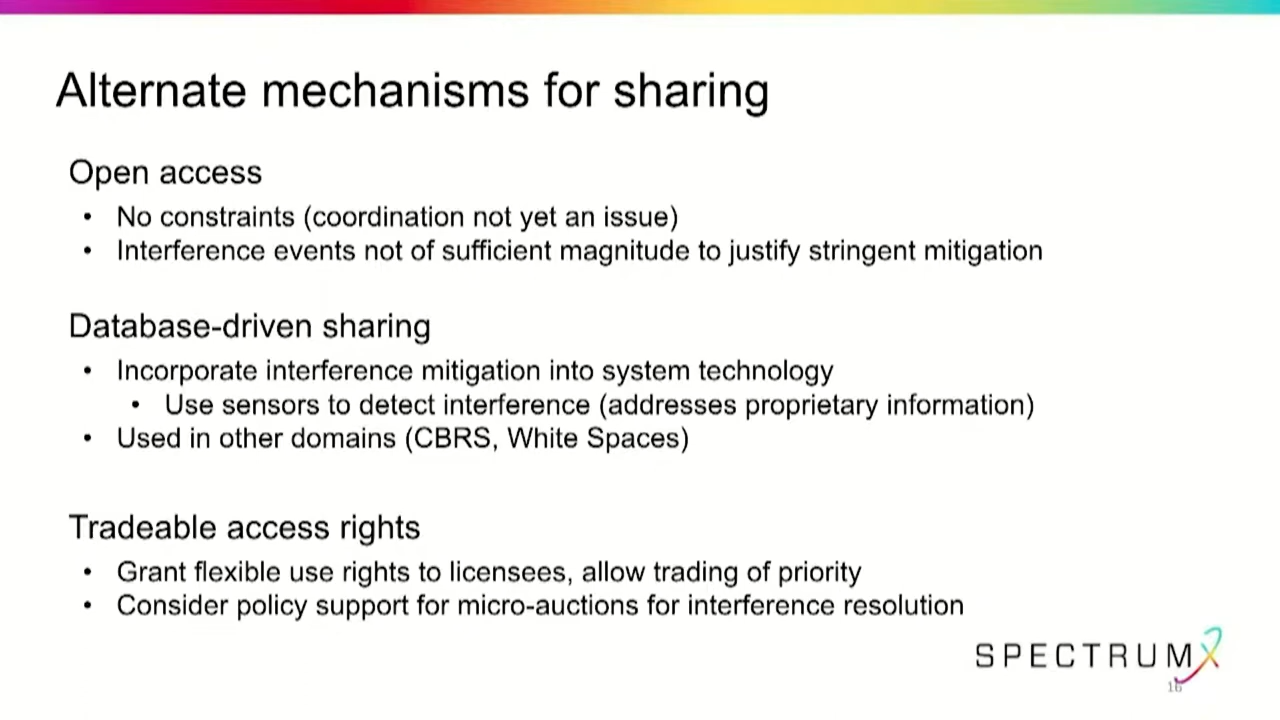 Alternate mechanisms for sharing
Open access
• No constraints (coordination not yet an issue)
• Interference events not of sufficient magnitude to justify stringent mitigation
Database-driven sharing
• Incorporate interference mitigation into system technology
• Use sensors to detect interference (addresses proprietary information)
• Used in other domains (CBRS, White Spaces)
Tradeable access rights
• Grant flexible use rights to licensees, allow trading of priority
• Consider policy support for micro-auctions for interference resolution
SPECTRUMX
16